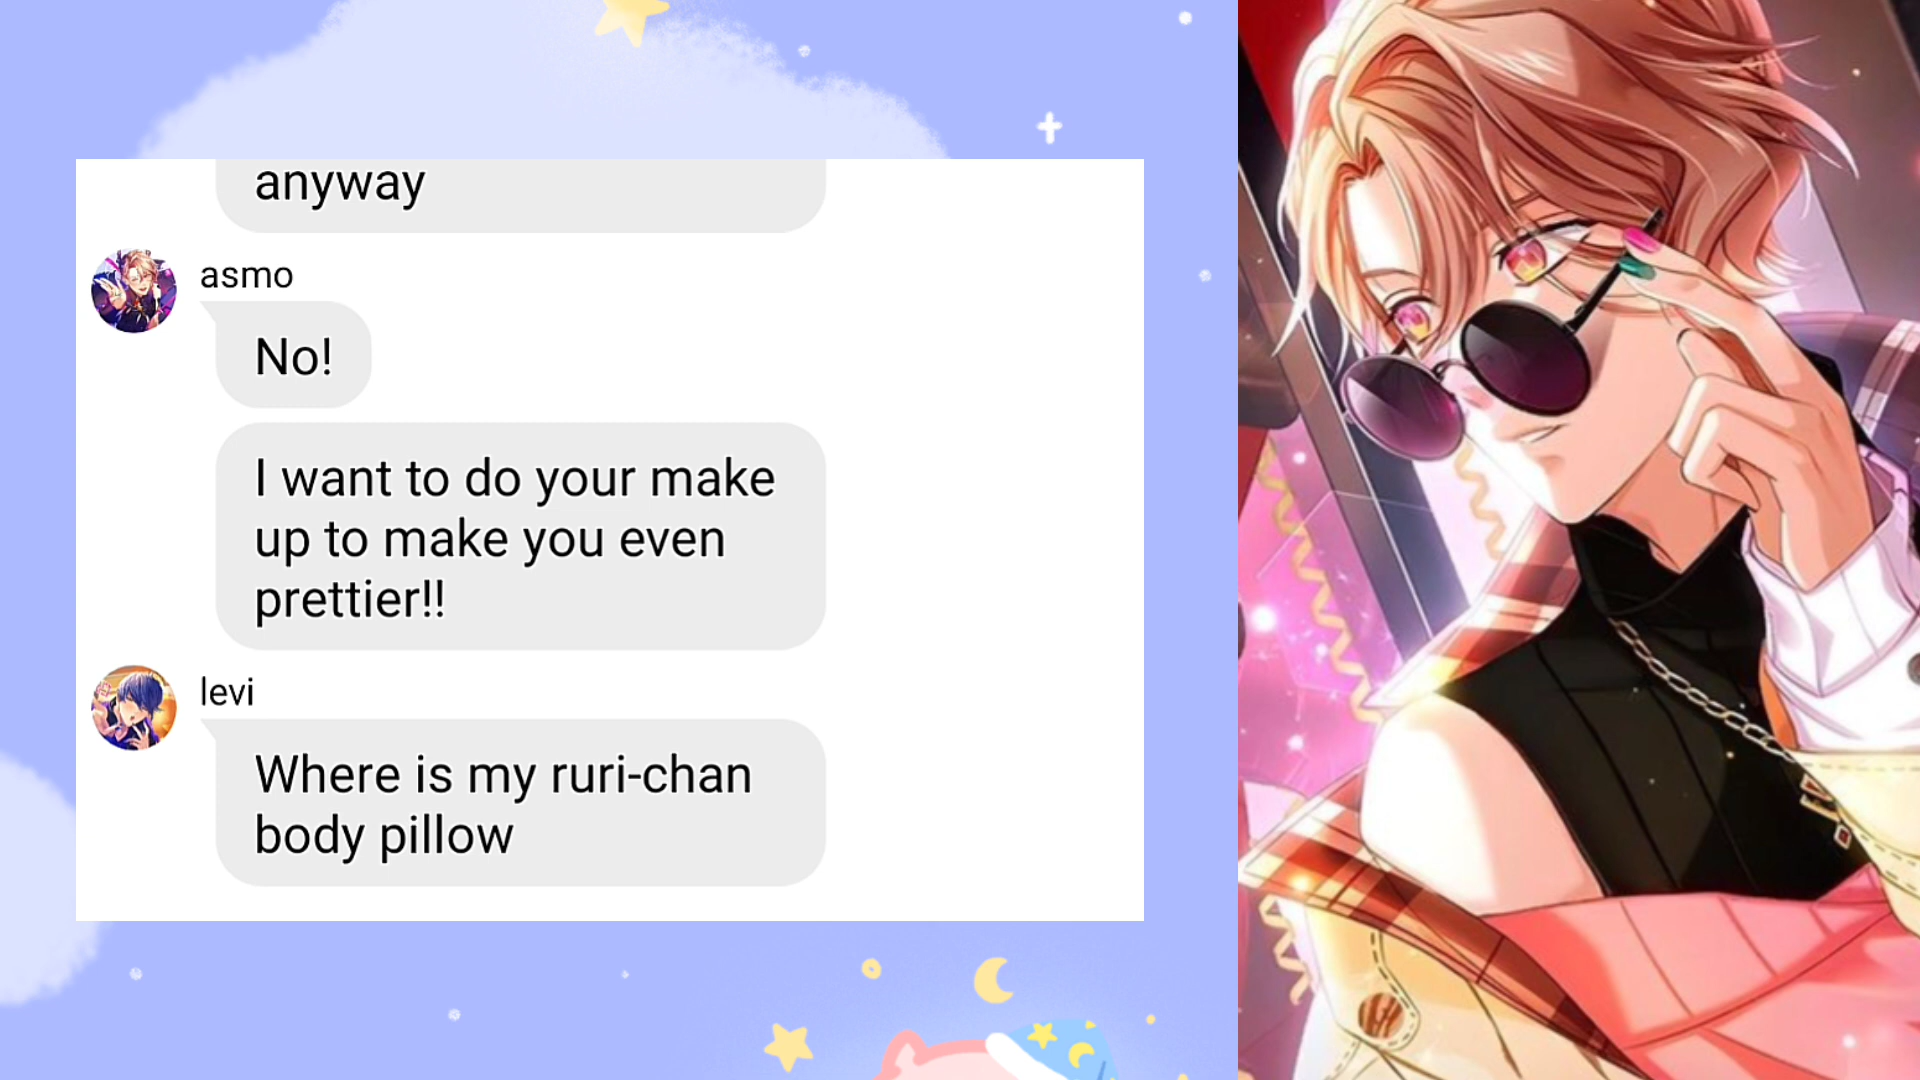 anyway
asmo
No!
I want to do your make
up to make you even
prettier!!
levi
Where is my ruri-chan
body pillow